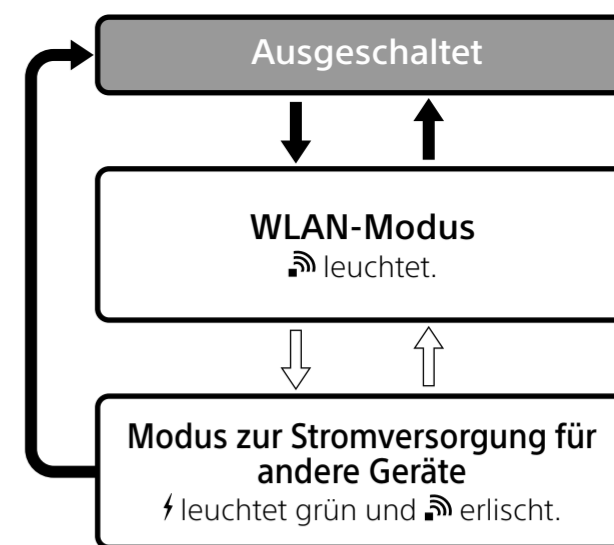 Ausgeschaltet
WLAN-Modus
leuchtet.
Modus zur Stromversorgung für
andere Geräte
leuchtet grün und erlischt.